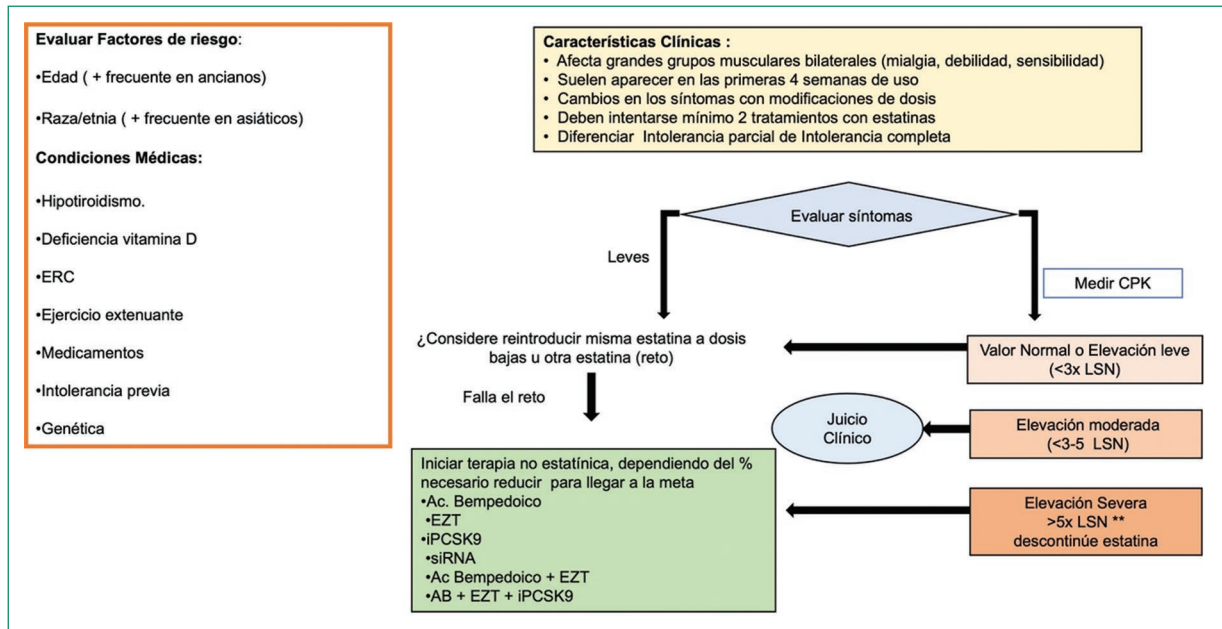 Evaluar Factores de riesgo:
•Edad ( + frecuente en ancianos)
•Raza/etnia ( + frecuente en asiáticos)
Condiciones Médicas:
•Hipotiroidismo.
•Deficiencia vitamina D
•ERC
•Ejercicio extenuante
•Medicamentos
•Intolerancia previa
•Genética
Características Clínicas :
• Afecta grandes grupos musculares bilaterales (mialgia, debilidad, sensibilidad)
• Suelen aparecer en las primeras 4 semanas de uso
• Cambios en los síntomas con modificaciones de dosis
• Deben intentarse mínimo 2 tratamientos con estatinas
• Diferenciar Intolerancia parcial de Intolerancia completa
Evaluar síntomas
Leves
Medir CPK
¿Considere reintroducir misma estatina a dosis
bajas u otra estatina (reto)
Valor Normal o Elevación leve
(<3x LSN)
Falla el reto
Juicio
Clínico
Elevación moderada
(<3-5 LSN)
Iniciar terapia no estatínica, dependiendo del %
necesario reducir para llegar a la meta
•Ac. Bempedoico
•EZT
•iPCSK9
•siRNA
•Ac Bempedoico + EZT
•AB + EZT + iPCSK9
Elevación Severa
>5x LSN **
descontinúe estatina